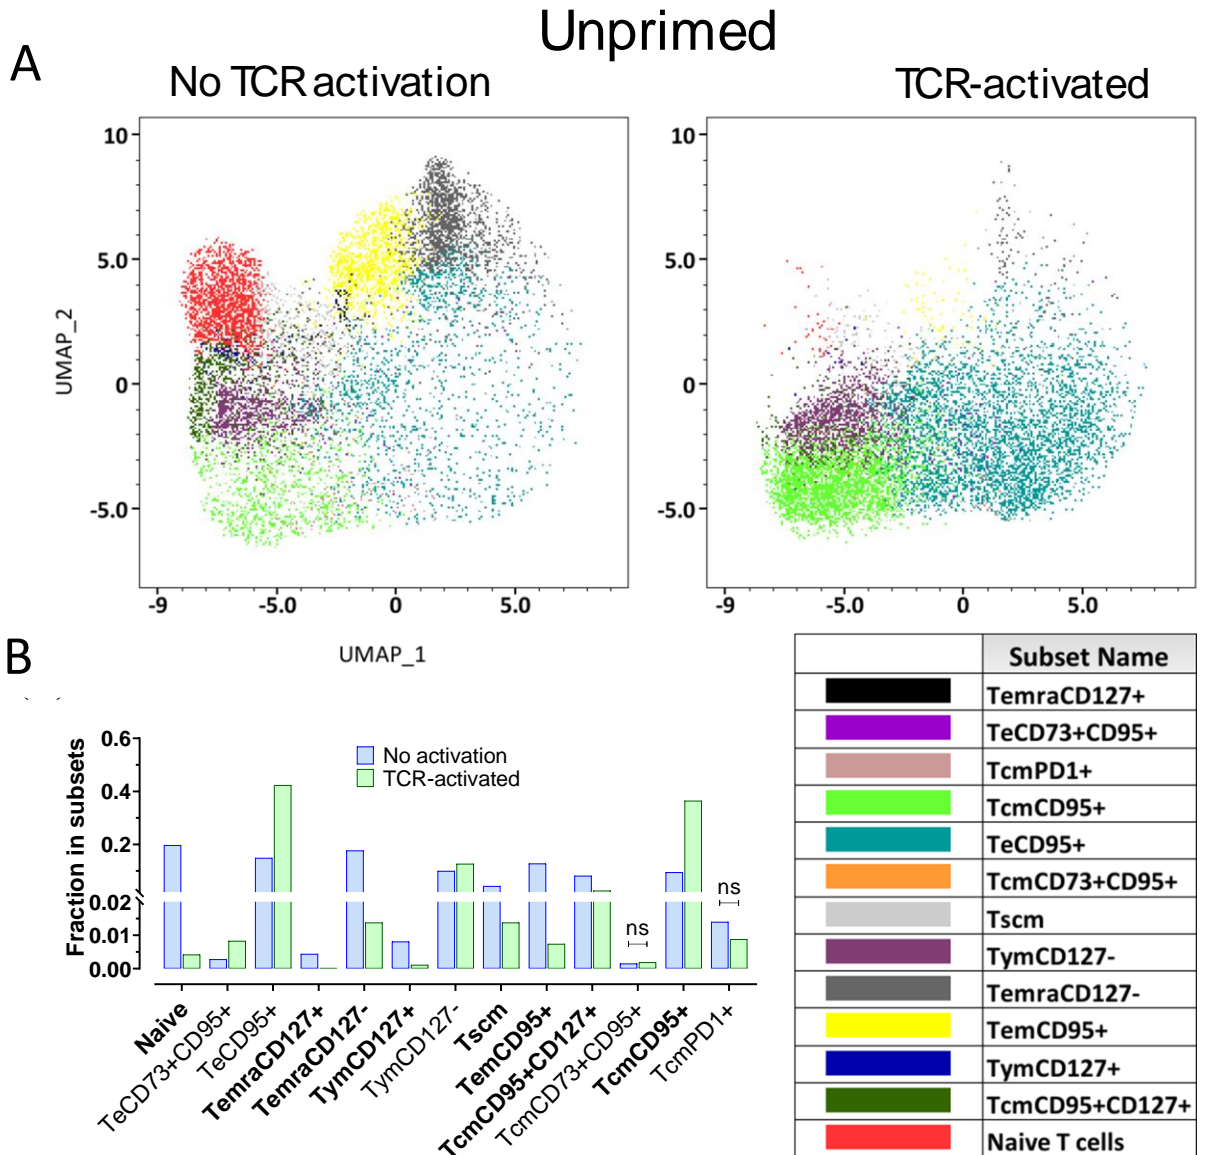 Unprimed
A
No TCR activation
TCR-activated
10
5.0
0
-5.0
UMAP_2
-9
-5.0
0
5.0
UMAP_1
10
5.0
0
-5.0
-9
-5.0
0
5.0
B
Fraction in subsets
0.6
0.4
0.2
0.02
0.01
0.00
No activation
TCR-activated
ns
ns
Naive
TeCD73+CD95+
TeCD95+
TemraCD127+
TemraCD127-
TymCD127+
TymCD127-
Tscm
TemCD95+
TcmCD95+CD127+
TcmCD73+CD95+
TcmCD95+
TcmPD1+
Subset Name
TemraCD127+
TeCD73+CD95+
TcmPD1+
TcmCD95+
TeCD95+
TcmCD73+CD95+
Tscm
TymCD127-
TemraCD127-
TemCD95+
TymCD127+
TcmCD95+CD127+
Naive T cells